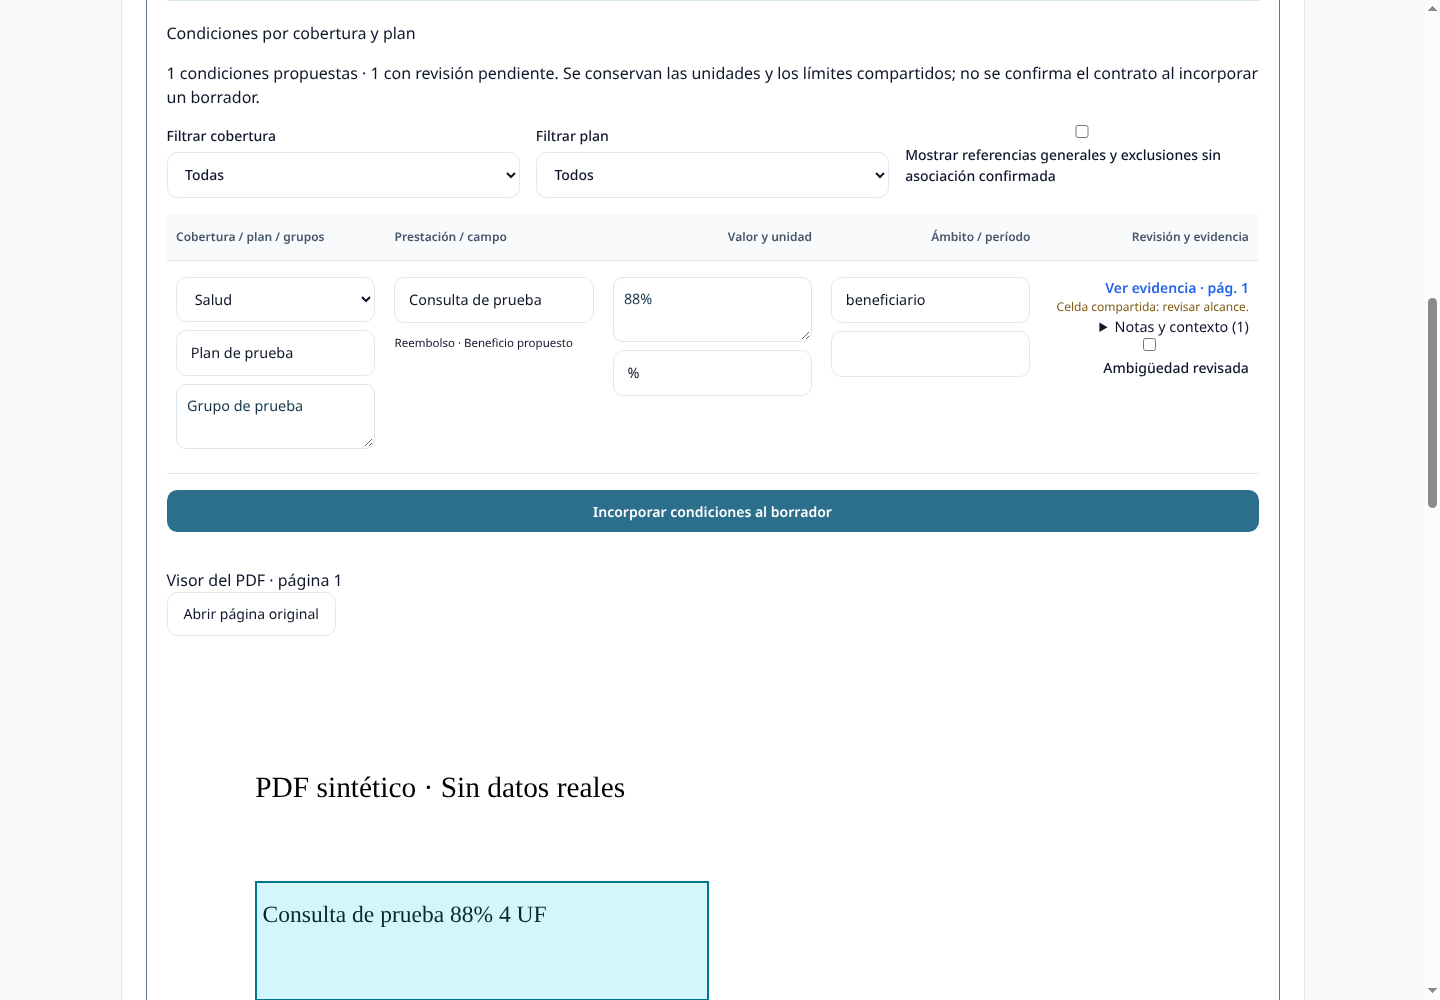 Condiciones por cobertura y plan
1 condiciones propuestas · 1 con revisión pendiente. Se conservan las unidades y los límites compartidos; no se confirma el contrato al incorporar
un borrador.
Filtrar cobertura
Todas
Filtrar plan
Todos
Mostrar referencias generales y exclusiones sin
asociación confirmada
Cobertura / plan / grupos
Prestación / campo
Valor y unidad
Ámbito / período
Revisión y evidencia
Salud
Plan de prueba
Grupo de prueba
Consulta de prueba
Reembolso · Beneficio propuesto
88%
%
beneficiario
Ver evidencia · pág. 1
Celda compartida: revisar alcance.
Notas y contexto (1)
Ambigüedad revisada
Incorporar condiciones al borrador
Visor del PDF · página 1
Abrir página original
PDF sintético · Sin datos reales
Consulta de prueba 88% 4 UF